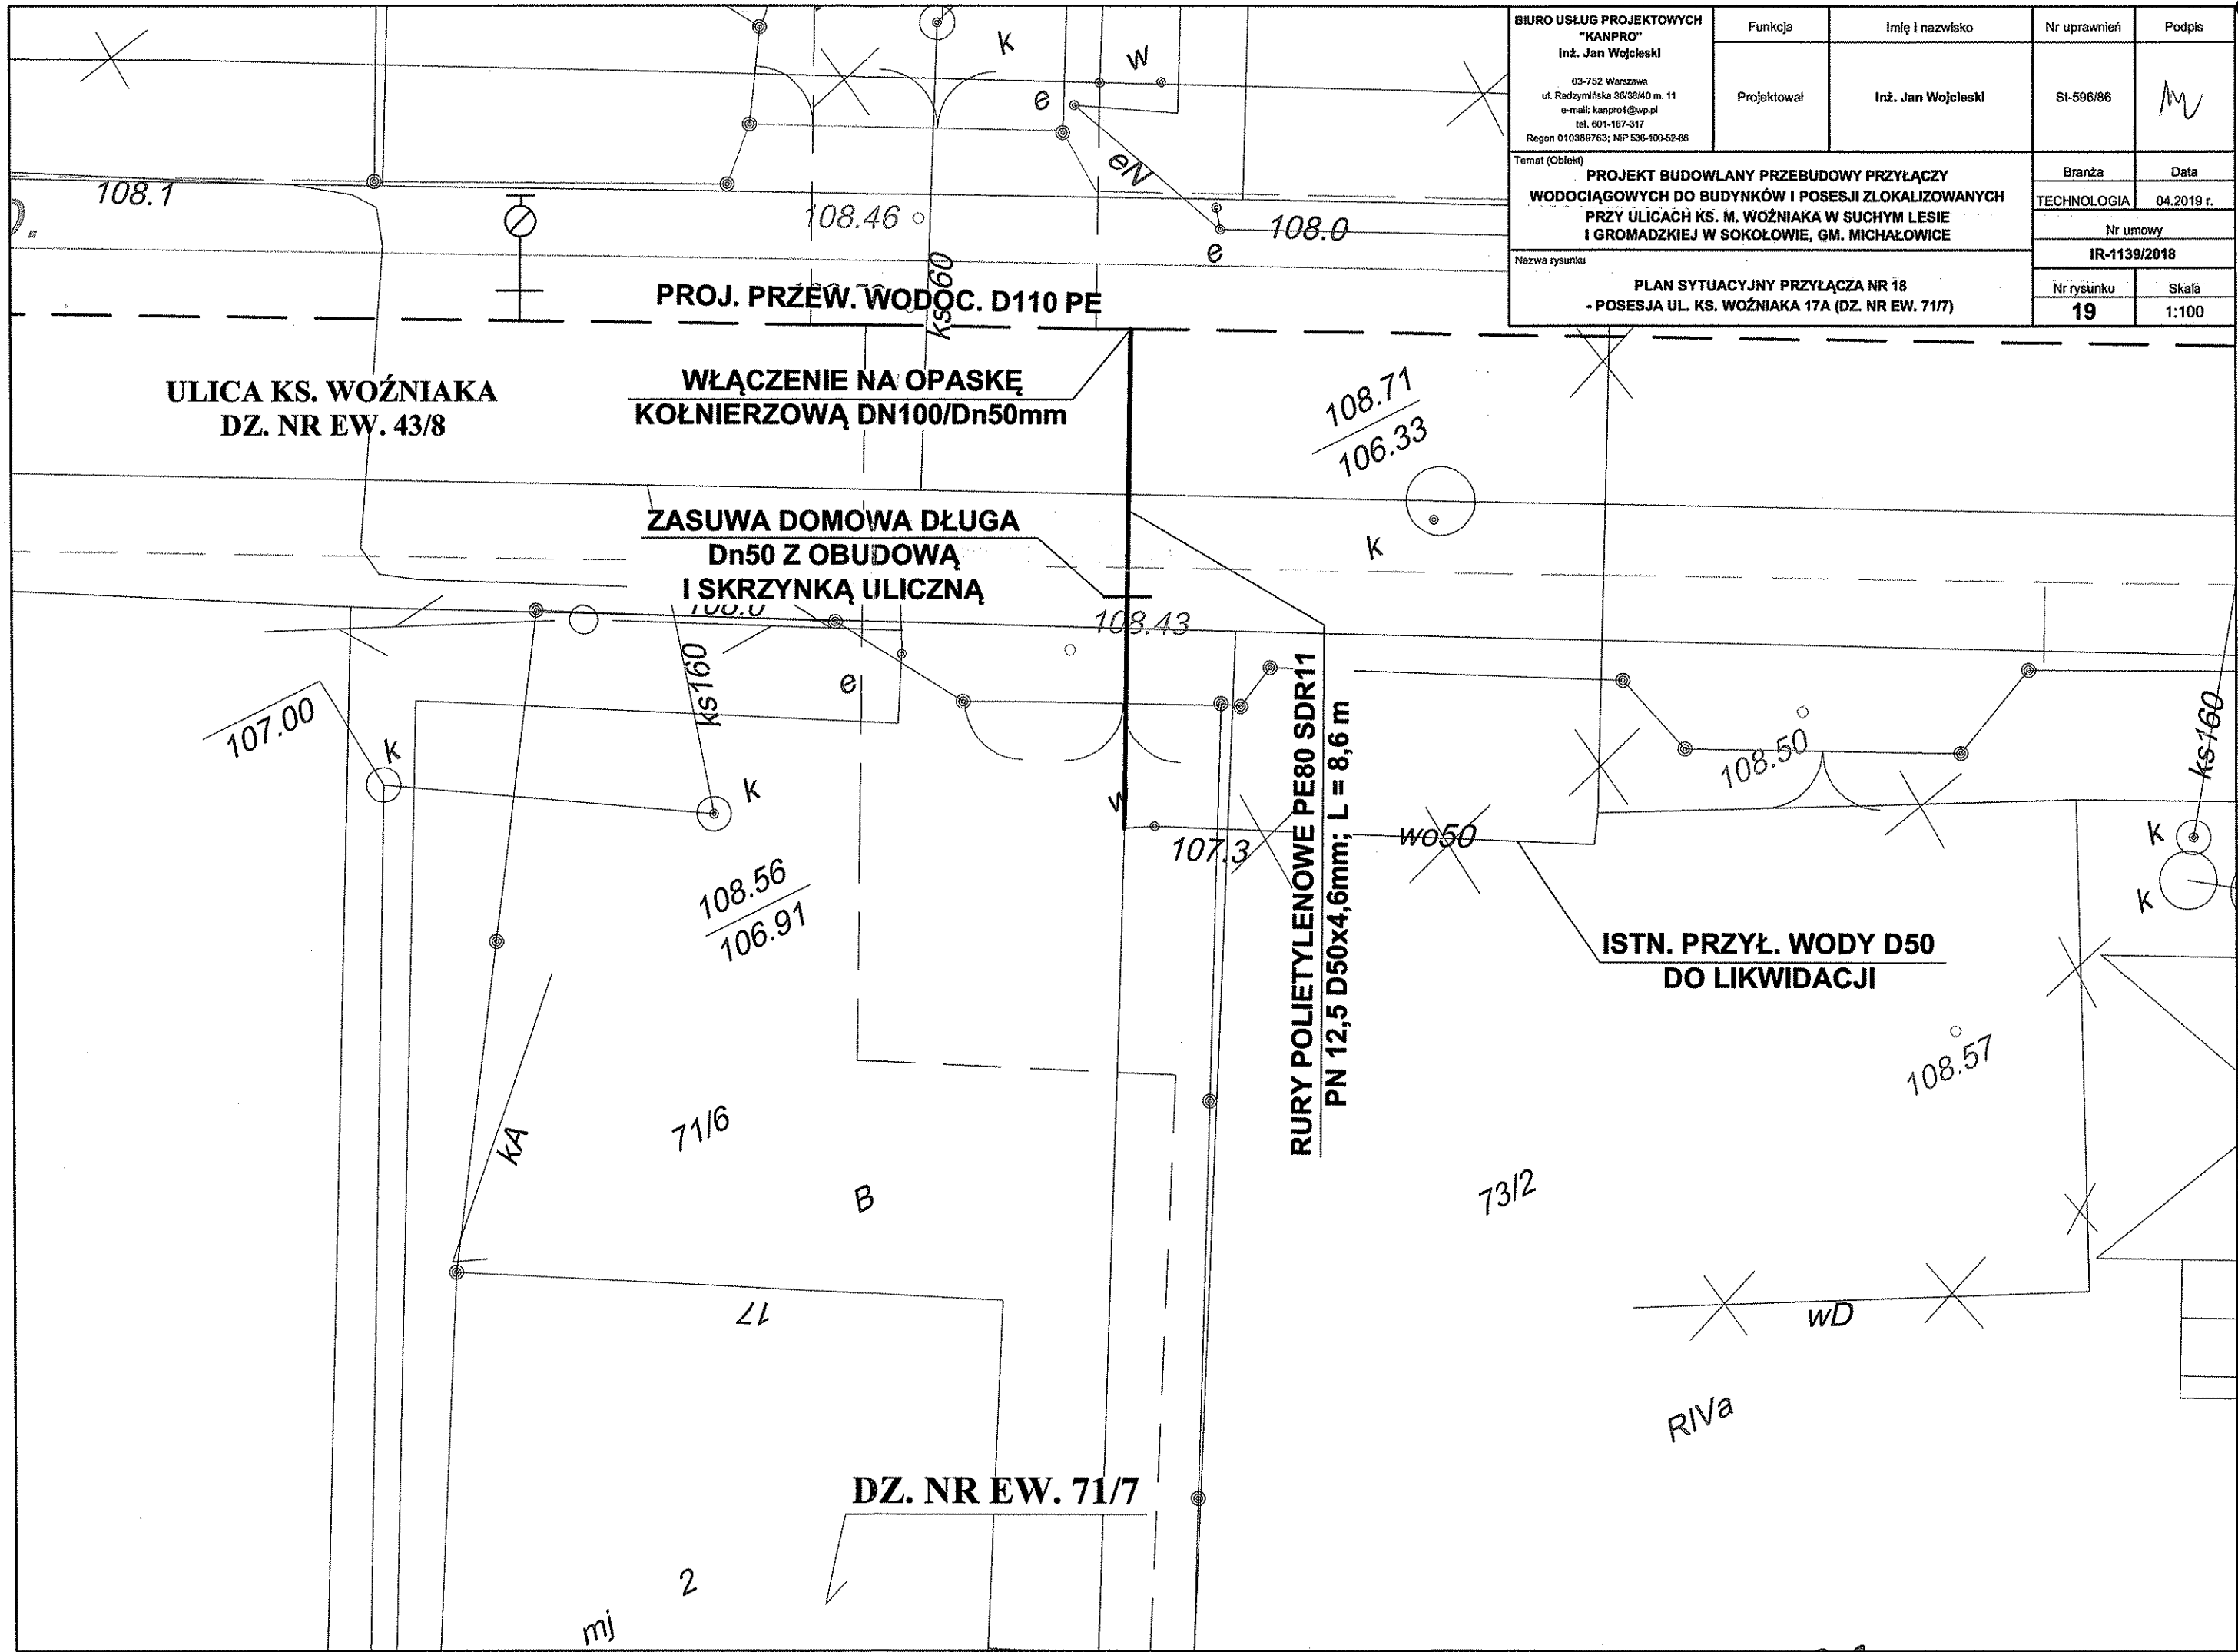 BIURO USŁUG PROJEKTOWYCH
"KANPRO"
Inż. Jan Wojcieski
03-752 Warszawa
ul. Radzymińska 36/38/40 m. 11
e-mail: kanpro1@wp.pl
tel. 601-167-317
Regon 010389763; NIP 536-100-52-86
Funkcja
Imię i nazwisko
Nr uprawnień
Podpis
Projektował
Inż. Jan Wojcieski
St-596/86
Temat (Obiekt)
PROJEKT BUDOWLANY PRZEBUDOWY PRZYŁĄCZY
WODOCIĄGOWYCH DO BUDYNKÓW I POSESJI ZLOKALIZOWANYCH
PRZY ULICACH KS. M. WOŹNIAKA W SUCHYM LESIE
I GROMADZKIEJ W SOKOŁOWIE, GM. MICHAŁOWICE
Branża
Data
TECHNOLOGIA
04.2019 r.
Nr umowy
IR-1139/2018
Nazwa rysunku
PLAN SYTUACYJNY PRZYŁĄCZA NR 18
- POSESJA UL. KS. WOŹNIAKA 17A (DZ. NR EW. 71/7)
Nr rysunku
Skala
19
1:100
k
w
e
eN
108.1
108.46
e
108.0
ks160
PROJ. PRZEW. WODOC. D110 PE
ULICA KS. WOŹNIAKA
DZ. NR EW. 43/8
WŁĄCZENIE NA OPASKĘ
KOŁNIERZOWĄ DN100/Dn50mm
108.71
106.33
k
ZASUWA DOMOWA DŁUGA
Dn50 Z OBUDOWĄ
I SKRZYNKĄ ULICZNĄ
108.43
107.00
k
ks160
e
k
w
107.3
wo50
108.50
ks160
k
k
108.56
106.91
RURY POLIETYLENOWE PE80 SDR11
PN 12,5 D50x4,6mm; L = 8,6 m
ISTN. PRZYŁ. WODY D50
DO LIKWIDACJI
108.57
kA
71/6
B
73/2
17
wD
RIVa
DZ. NR EW. 71/7
2
mj